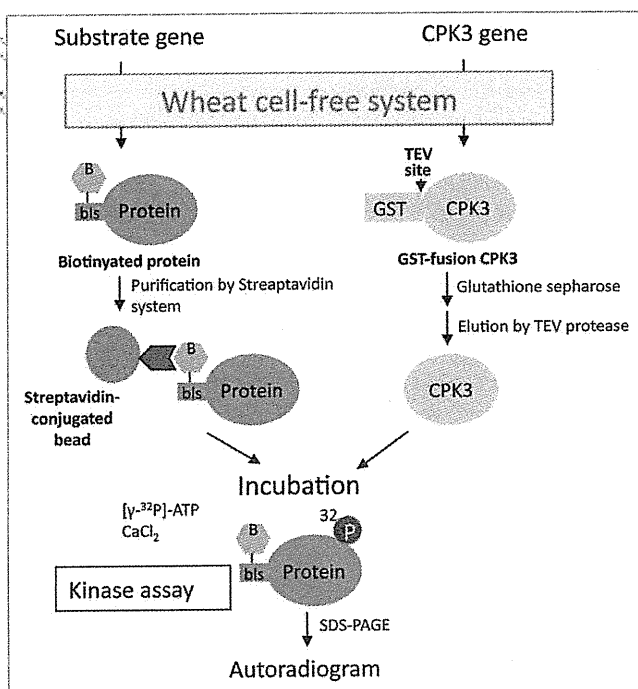 Substrate gene
CPK3 gene
Wheat cell-free system
B
bls
Protein
Biotinyated protein
Purification by Streaptavidin
system
B
bls
Protein
Streptavidin-
conjugated
bead
TEV
site
GST
CPK3
GST-fusion CPK3
Glutathione sepharose
Elution by TEV protease
CPK3
Incubation
[γ-³²P]-ATP
CaCl₂
32
P
B
bls
Protein
Kinase assay
SDS-PAGE
Autoradiogram